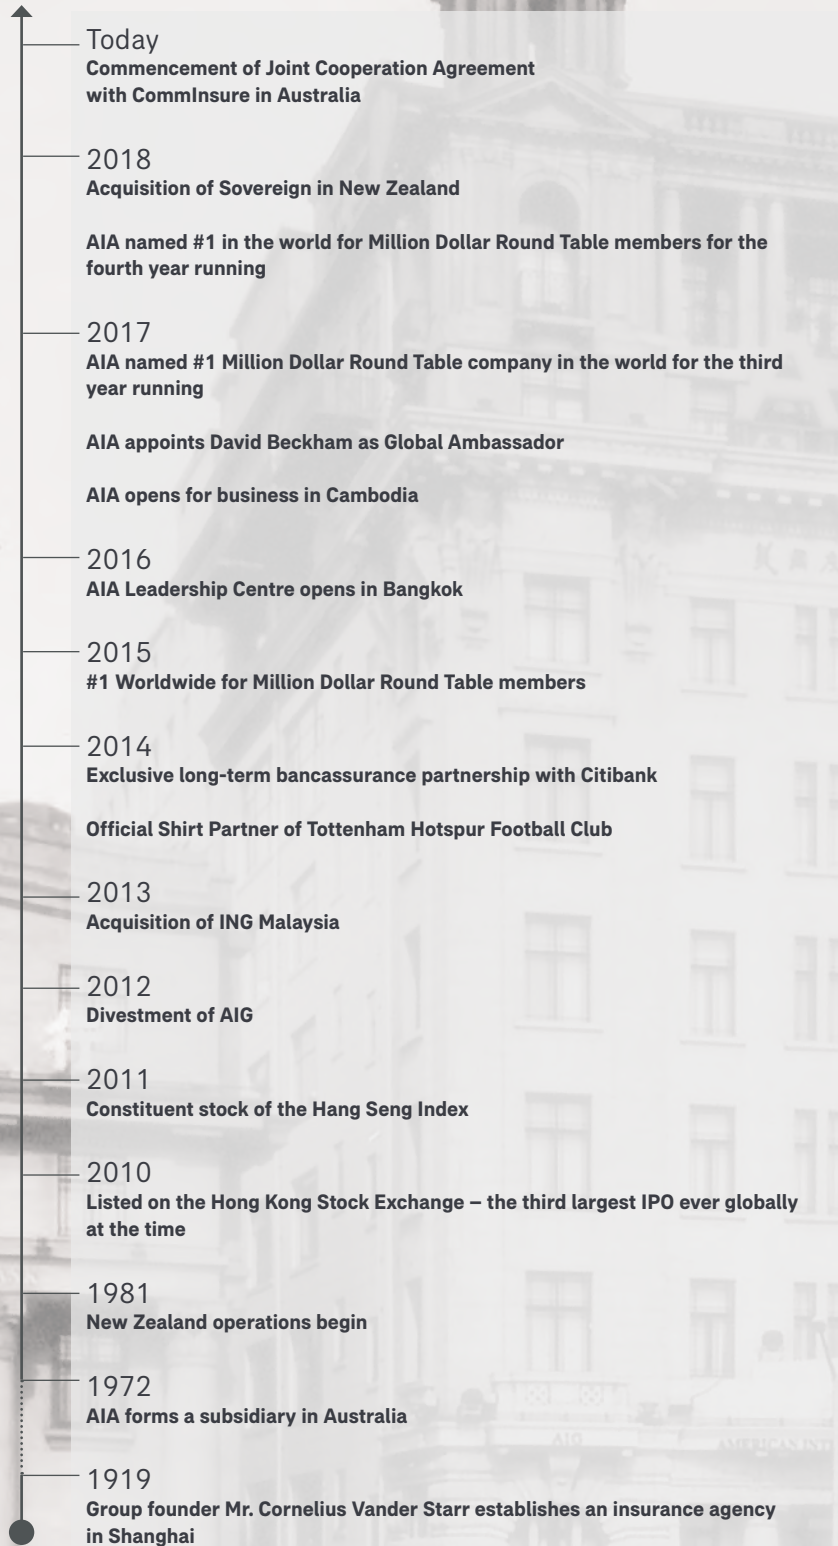 Today
Commencement of Joint Cooperation Agreement
with CommInsure in Australia
2018
Acquisition of Sovereign in New Zealand
AIA named #1 in the world for Million Dollar Round Table members for the
fourth year running
2017
AIA named #1 Million Dollar Round Table company in the world for the third
year running
AIA appoints David Beckham as Global Ambassador
AIA opens for business in Cambodia
2016
AIA Leadership Centre opens in Bangkok
2015
#1 Worldwide for Million Dollar Round Table members
2014
Exclusive long-term bancassurance partnership with Citibank
Official Shirt Partner of Tottenham Hotspur Football Club
2013
Acquisition of ING Malaysia
2012
Divestment of AIG
2011
Constituent stock of the Hang Seng Index
2010
Listed on the Hong Kong Stock Exchange – the third largest IPO ever globally
at the time
1981
New Zealand operations begin
1972
AIA forms a subsidiary in Australia
1919
Group founder Mr. Cornelius Vander Starr establishes an insurance agency
in Shanghai